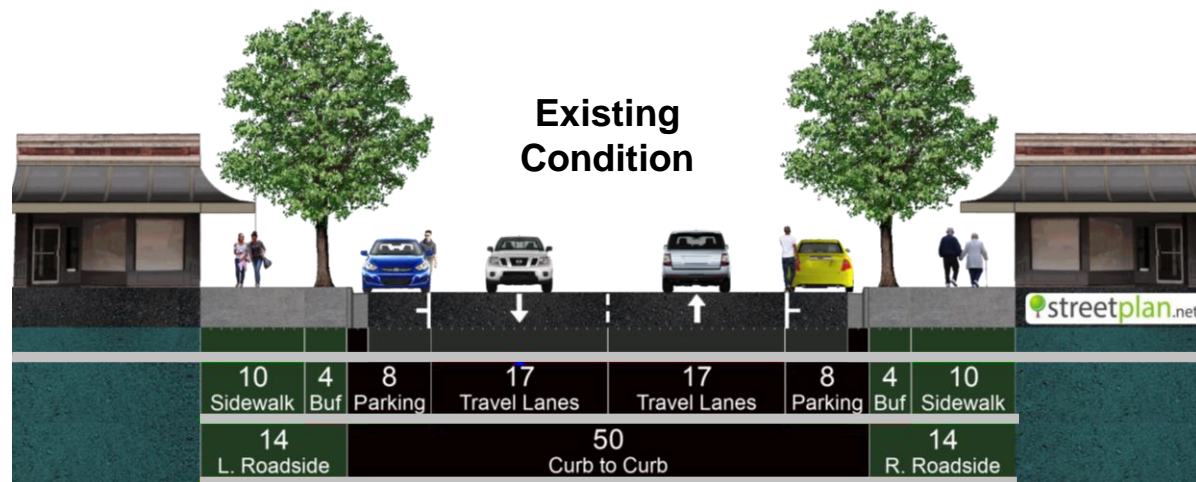 Existing
Condition
streetplan.net
10 4 8 17 17 8 4 10
Sidewalk Buf Parking Travel Lanes Travel Lanes Parking Buf Sidewalk
14 50 14
L. Roadside Curb to Curb R. Roadside